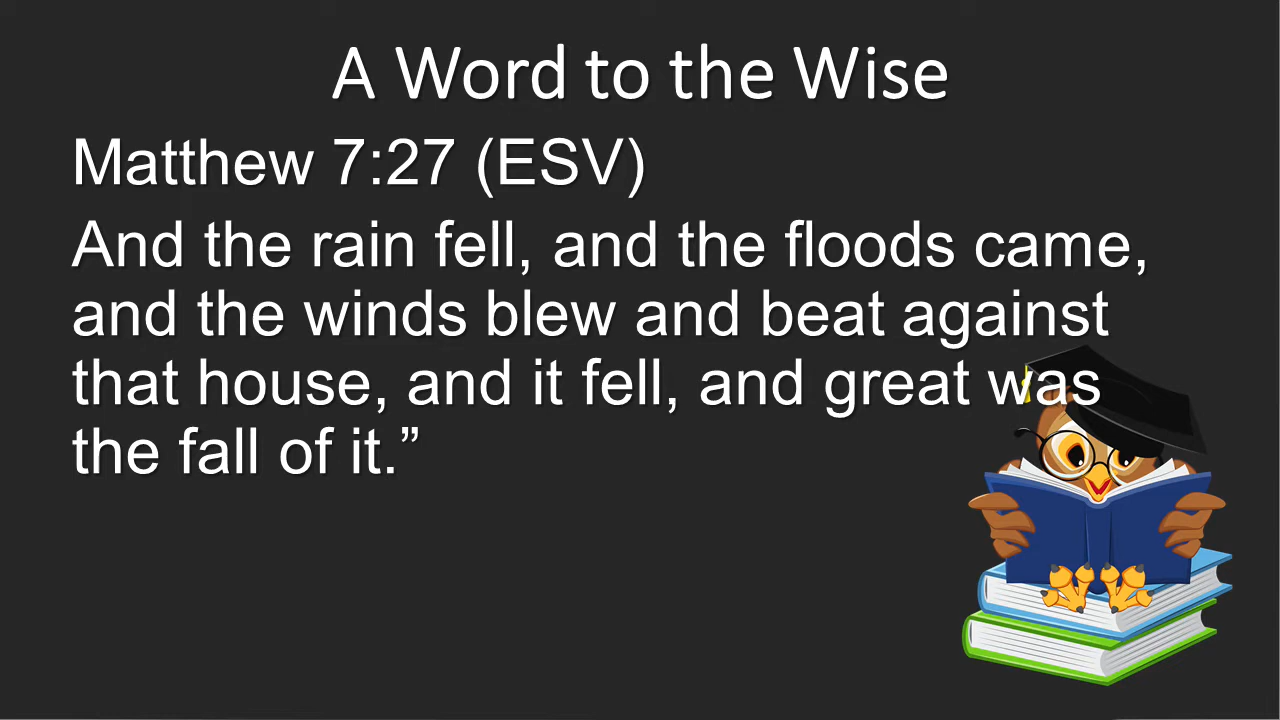 A Word to the Wise
Matthew 7:27 (ESV)
And the rain fell, and the floods came,
and the winds blew and beat against
that house, and it fell, and great was
the fall of it.”